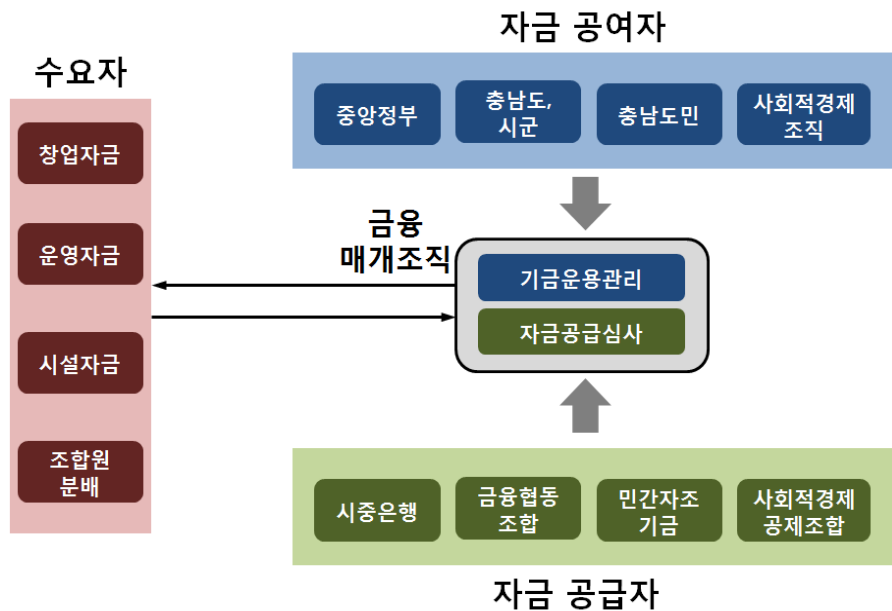 자금 공여자
중앙정부
충남도,
시군
충남도민
사회적경제
조직
수요자
창업자금
운영자금
시설자금
조합원
분배
금융
매개조직
기금운용관리
자금공급심사
시중은행
금융협동
조합
민간자조
기금
사회적경제
공제조합
자금 공급자